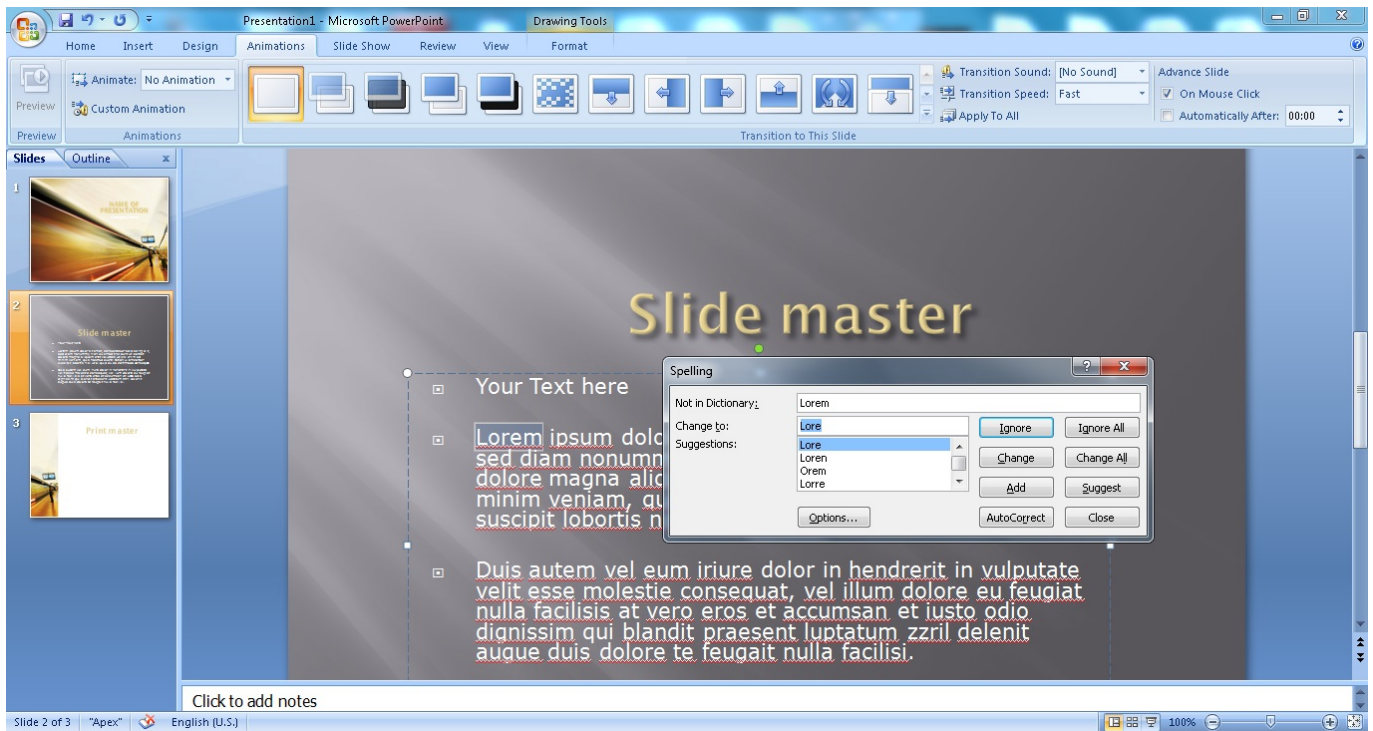 Presentation1 - Microsoft PowerPoint
Drawing Tools
Home Insert Design Animations Slide Show Review View Format
Preview
Animate: No Animation
Custom Animation
Transition Sound: [No Sound]
Transition Speed: Fast
Apply To All
Advance Slide
On Mouse Click
Automatically After: 00:00
Preview Animations Transition to This Slide
Slides Outline x
1
NAME OF
PRESENTATION
2
Slide master
3
Print master
Slide master
Your Text here
Lorem ipsum
sed diam
dolore magna
minim veniam,
suscipit lobortis
Duis autem vel eum iriure dolor in hendrerit in vulputate
velit esse molestie consequat, vel illum dolore eu feugiat
nulla facilisis at vero eros et accumsan et iusto odio
dignissim qui blandit praesent luptatum zzril delenit
augue duis dolore te feugait nulla facilisi.
Spelling
Not in Dictionary: Lorem
Change to: Lore
Suggestions: Lore
Loren
Orem
Lorre
Ignore Ignore All
Change Change All
Add Suggest
Options... AutoCorrect Close
Click to add notes
Slide 2 of 3 "Apex" English (U.S.) 100%